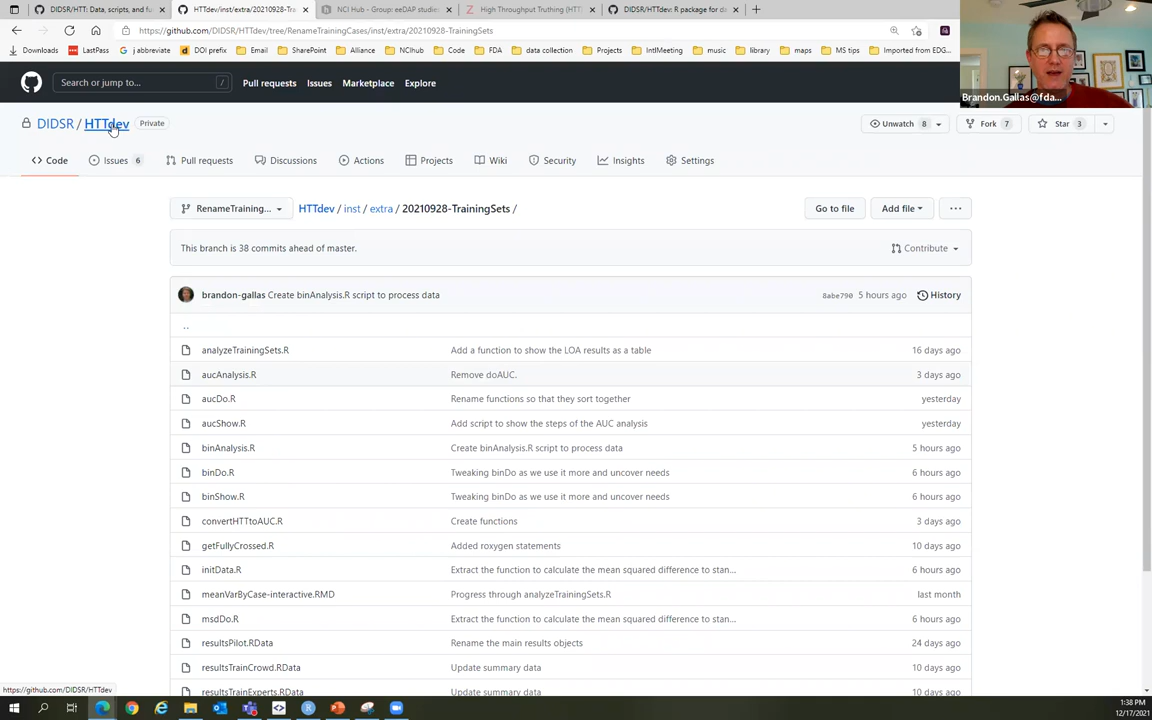 DIDSR/HTT: Data, scripts, and fu
HTTdev/inst/extra/20210928-Trai
NCI Hub - Group: eeDAP studies
High Throughput Truthing (HTT)
DIDSR/HTTdev: R package for do
https://github.com/DIDSR/HTTdev/tree/RenameTrainingCases/inst/extra/20210928-TrainingSets
Downloads LastPass j abbreviate DOI prefix Email SharePoint Alliance NCIhub Code FDA data collection Projects IntMeeting music library maps MS tips Imported from EDG...
Search or jump to... / Pull requests Issues Marketplace Explore
Brandon.Gallas@fda...
DIDSR / HTTdev Private
Unwatch 8 Fork 7 Star 3
Code Issues 6 Pull requests Discussions Actions Projects Wiki Security Insights Settings
RenameTraining... HTTdev / inst / extra / 20210928-TrainingSets / Go to file Add file ...
This branch is 38 commits ahead of master. Contribute
brandon-gallas Create binAnalysis.R script to process data 8abe790 5 hours ago History
..
analyzeTrainingSets.R Add a function to show the LOA results as a table 16 days ago
aucAnalysis.R Remove doAUC. 3 days ago
aucDo.R Rename functions so that they sort together yesterday
aucShow.R Add script to show the steps of the AUC analysis yesterday
binAnalysis.R Create binAnalysis.R script to process data 5 hours ago
binDo.R Tweaking binDo as we use it more and uncover needs 6 hours ago
binShow.R Tweaking binDo as we use it more and uncover needs 6 hours ago
convertHTTtoAUC.R Create functions 3 days ago
getFullyCrossed.R Added roxygen statements 10 days ago
initData.R Extract the function to calculate the mean squared difference to stan... 6 hours ago
meanVarByCase-interactive.RMD Progress through analyzeTrainingSets.R last month
msdDo.R Extract the function to calculate the mean squared difference to stan... 6 hours ago
resultsPilot.RData Rename the main results objects 24 days ago
resultsTrainCrowd.RData Update summary data 10 days ago
resultsTrainExperts.RData Update summary data 10 days ago
https://github.com/DIDSR/HTTdev
1:38 PM
12/17/2021